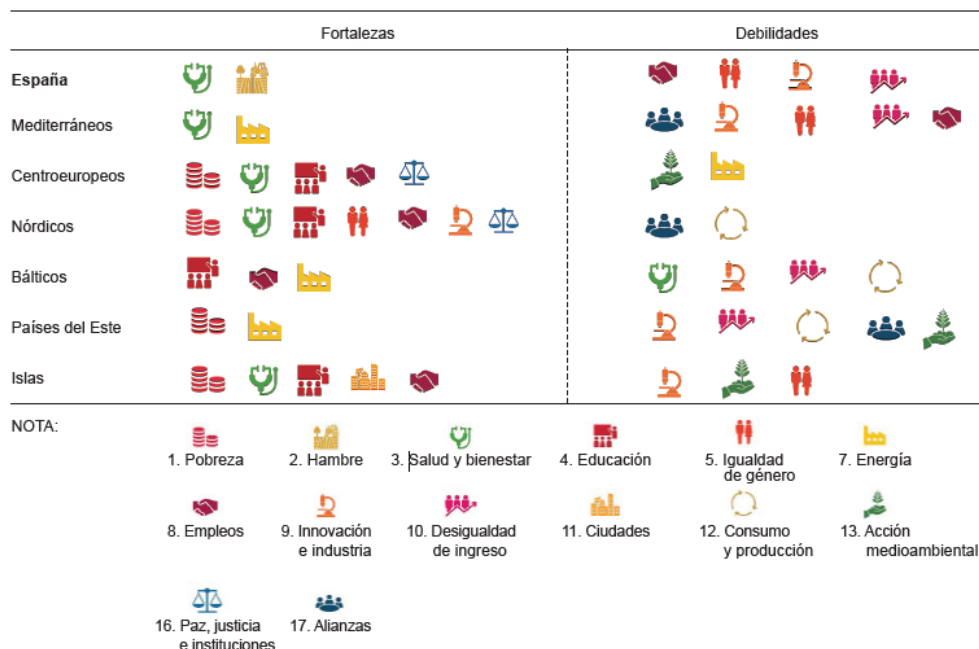 Fortalezas Debilidades
España
Mediterráneos
Centroeuropeos
Nórdicos
Bálticos
Países del Este
Islas
NOTA:
1. Pobreza 2. Hambre 3. Salud y bienestar 4. Educación 5. Igualdad 7. Energía
de género
8. Empleos 9. Innovación 10. Desigualdad 11. Ciudades 12. Consumo 13. Acción
e industria de ingreso y producción medioambiental
16. Paz, justicia 17. Alianzas
e instituciones